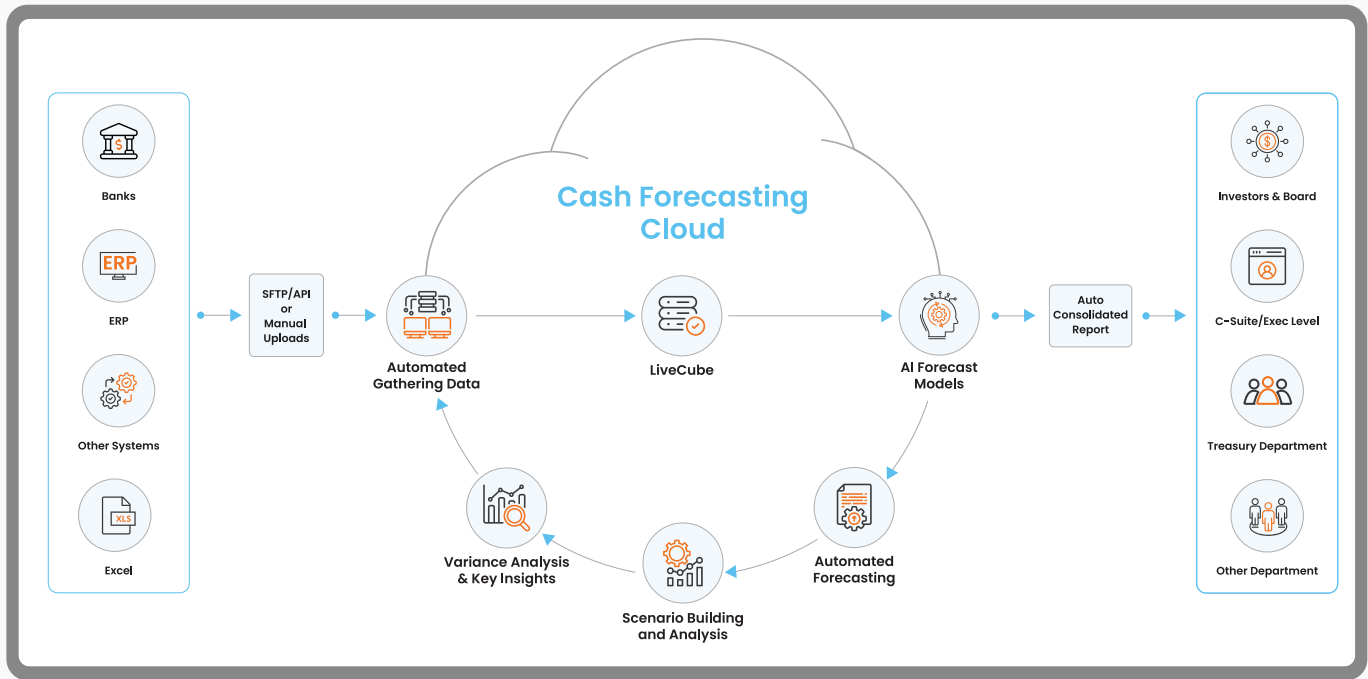 Cash Forecasting
Cloud
$
Banks
ERP
ERP
Other Systems
XLS
Excel
SFTP/API
or
Manual
Uploads
Automated
Gathering Data
LiveCube
AI Forecast
Models
Automated
Forecasting
Scenario Building
and Analysis
Variance Analysis
& Key Insights
Auto
Consolidated
Report
$
Investors & Board
C-Suite/Exec Level
Treasury Department
Other Department